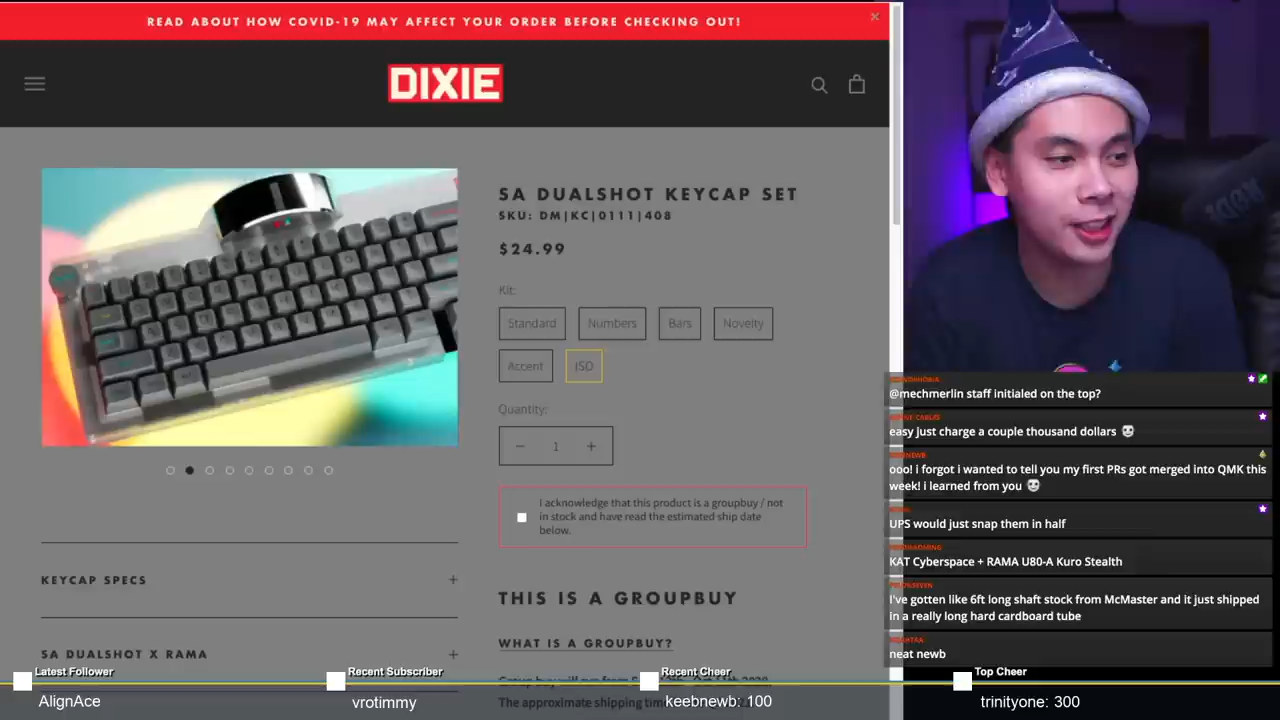 READ ABOUT HOW COVID-19 MAY AFFECT YOUR ORDER BEFORE CHECKING OUT!
DIXIE
SA DUALSHOT KEYCAP SET
SKU: DM|KC|0111|408
$24.99
Kit:
Standard
Numbers
Bars
Novelty
Accent
ISO
Quantity:
1
I acknowledge that this product is a groupbuy / not
in stock and have read the estimated ship date
below.
KEYCAP SPECS
THIS IS A GROUPBUY
WHAT IS A GROUPBUY?
SA DUALSHOT X RAMA
The approximate shipping
@mechmerlin staff initialed on the top?
easy just charge a couple thousand dollars
ooo! i forgot i wanted to tell you my first PRs got merged into QMK this
week! i learned from you
UPS would just snap them in half
KAT Cyberspace + RAMA U80-A Kuro Stealth
I've gotten like 6ft long shaft stock from McMaster and it just shipped
in a really long hard cardboard tube
neat newb
Latest Follower
AlignAce
Recent Subscriber
vrotimmy
Recent Cheer
keebnewb: 100
Top Cheer
trinityone: 300